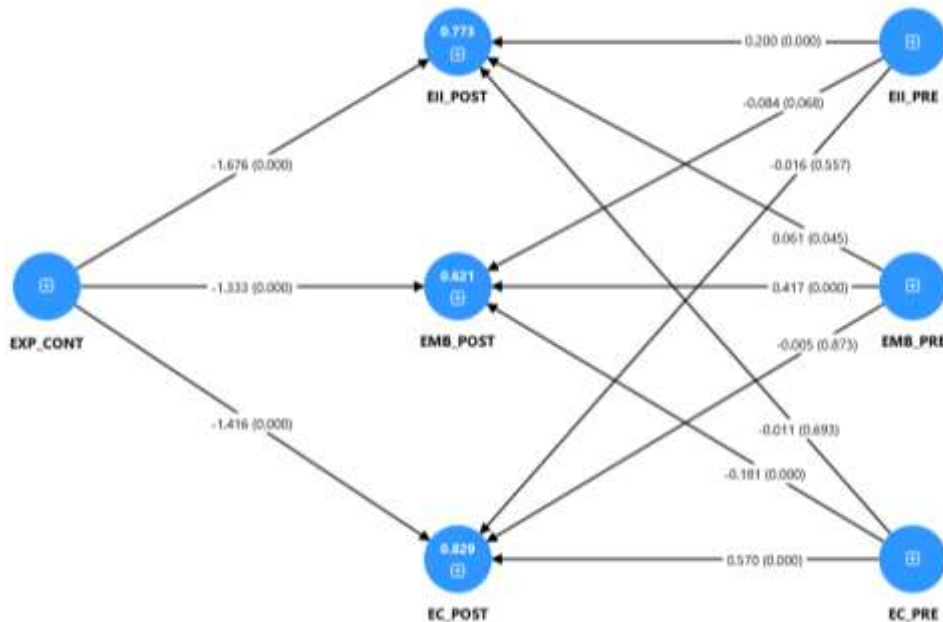 0.773
0.200 (0.000)
EII_POST
EII_PRE
-0.084 (0.068)
-1.676 (0.000)
-0.016 (0.557)
0.061 (0.045)
0.621
-1.333 (0.000)
0.417 (0.000)
EXP_CONT
EMB_POST
EMB_PRE
-0.005 (0.873)
-1.416 (0.000)
-0.011 (0.693)
-0.181 (0.000)
0.829
0.570 (0.000)
EC_POST
EC_PRE